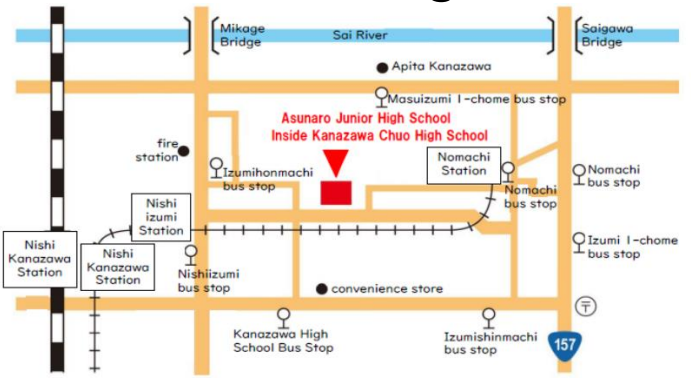 Mikage
Bridge
Sai River
Saigawa
Bridge
Apita Kanazawa
Masuizumi 1-chome bus stop
Asunaro Junior High School
Inside Kanazawa Chuo High School
fire
station
Izumihonmachi
bus stop
Nomachi
Station
Nomachi
bus stop
Nomachi
bus stop
Nishi
izumi
Station
Nishi
Kanazawa
Station
Nishi
Kanazawa
Station
Nishiizumi
bus stop
Izumi 1-chome
bus stop
convenience store
〒
Kanazawa High
School Bus Stop
Izumishinmachi
bus stop
157